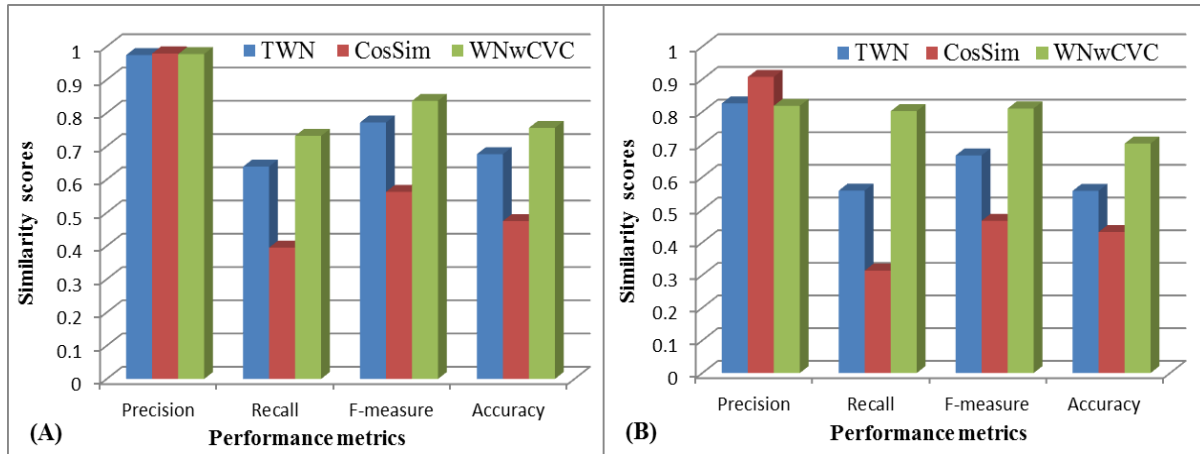 TWN CosSim WNwCVC
1
0.9
0.8
0.7
0.6
0.5
0.4
0.3
0.2
0.1
0
Similarity scores
Precision Recall F-measure Accuracy
(A) Performance metrics
TWN CosSim WNwCVC
1
0.9
0.8
0.7
0.6
0.5
0.4
0.3
0.2
0.1
0
Similarity scores
Precision Recall F-measure Accuracy
(B) Performance metrics